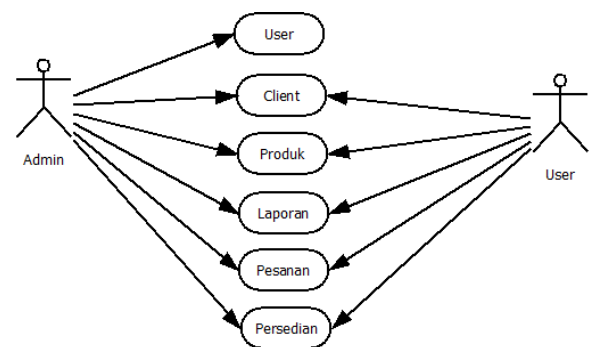 User
Client
Produk
Admin
User
Laporan
Pesanan
Persedian